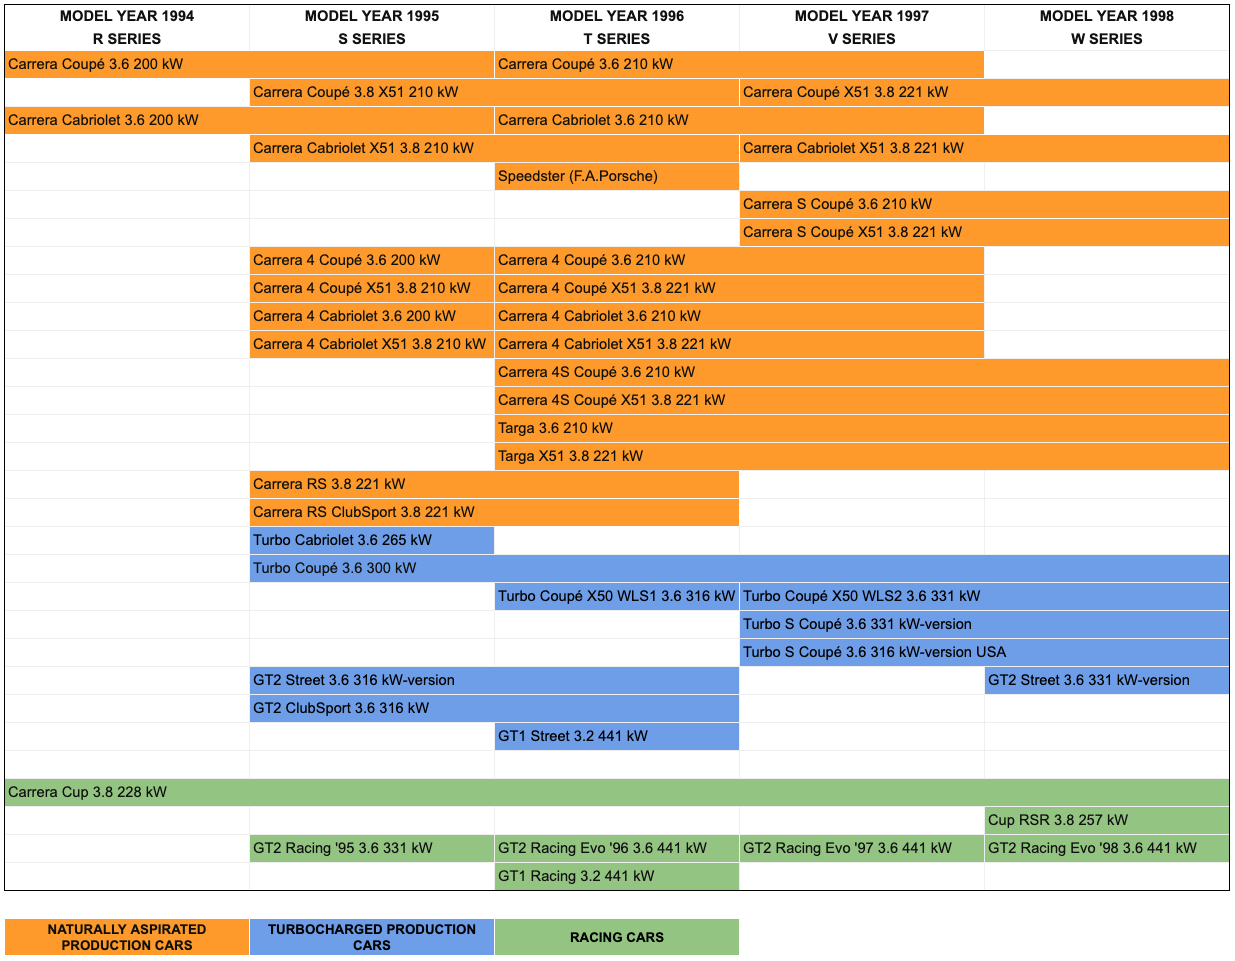 MODEL YEAR 1994 MODEL YEAR 1995 MODEL YEAR 1996 MODEL YEAR 1997 MODEL YEAR 1998
R SERIES S SERIES T SERIES V SERIES W SERIES
Carrera Coupé 3.6 200 kW Carrera Coupé 3.6 210 kW
Carrera Coupé 3.8 X51 210 kW Carrera Coupé X51 3.8 221 kW
Carrera Cabriolet 3.6 200 kW Carrera Cabriolet 3.6 210 kW
Carrera Cabriolet X51 3.8 210 kW Carrera Cabriolet X51 3.8 221 kW
Speedster (F.A.Porsche)
Carrera S Coupé 3.6 210 kW
Carrera S Coupé X51 3.8 221 kW
Carrera 4 Coupé 3.6 200 kW Carrera 4 Coupé 3.6 210 kW
Carrera 4 Coupé X51 3.8 210 kW Carrera 4 Coupé X51 3.8 221 kW
Carrera 4 Cabriolet 3.6 200 kW Carrera 4 Cabriolet 3.6 210 kW
Carrera 4 Cabriolet X51 3.8 210 kW Carrera 4 Cabriolet X51 3.8 221 kW
Carrera 4S Coupé 3.6 210 kW
Carrera 4S Coupé X51 3.8 221 kW
Targa 3.6 210 kW
Targa X51 3.8 221 kW
Carrera RS 3.8 221 kW
Carrera RS ClubSport 3.8 221 kW
Turbo Cabriolet 3.6 265 kW
Turbo Coupé 3.6 300 kW
Turbo Coupé X50 WLS1 3.6 316 kW Turbo Coupé X50 WLS2 3.6 331 kW
Turbo S Coupé 3.6 331 kW-version
Turbo S Coupé 3.6 316 kW-version USA
GT2 Street 3.6 316 kW-version GT2 Street 3.6 331 kW-version
GT2 ClubSport 3.6 316 kW
GT1 Street 3.2 441 kW
Carrera Cup 3.8 228 kW
Cup RSR 3.8 257 kW
GT2 Racing '95 3.6 331 kW GT2 Racing Evo '96 3.6 441 kW GT2 Racing Evo '97 3.6 441 kW GT2 Racing Evo '98 3.6 441 kW
GT1 Racing 3.2 441 kW
NATURALLY ASPIRATED
PRODUCTION CARS
TURBOCHARGED PRODUCTION
CARS
RACING CARS